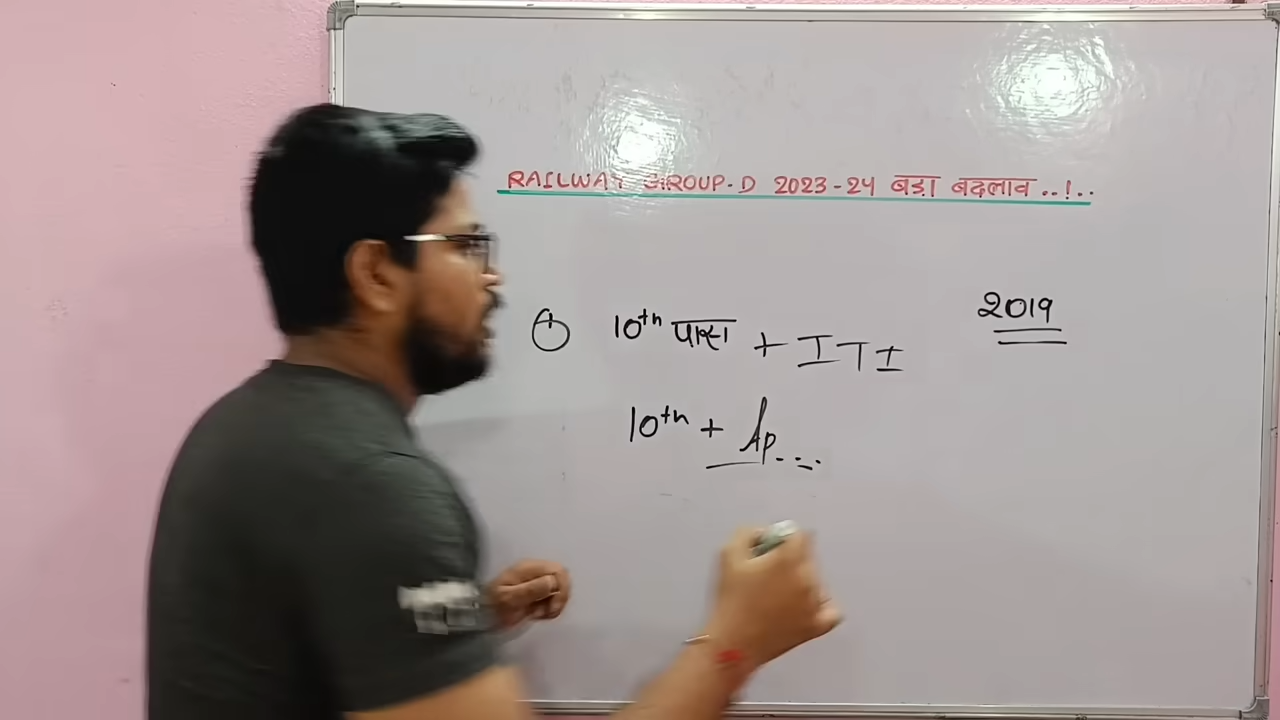 RAILWAY GROUP-D 2023-24 बड़ा बदलाव ..!..
① 10th पास + ITI
2019
10th + Ap....